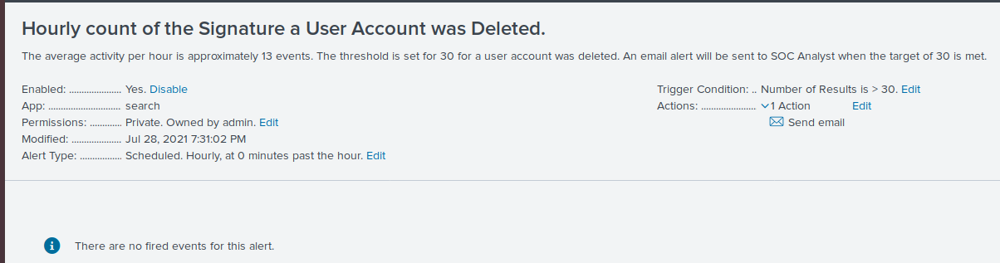 Hourly count of the Signature a User Account was Deleted.
The average activity per hour is approximately 13 events. The threshold is set for 30 for a user account was deleted. An email alert will be sent to SOC Analyst when the target of 30 is met.
Enabled: ..................... Yes. Disable
App: ............................. search
Permissions: ............. Private. Owned by admin. Edit
Modified: .................... Jul 28, 2021 7:31:02 PM
Alert Type: ................. Scheduled. Hourly, at 0 minutes past the hour. Edit
Trigger Condition: .. Number of Results is > 30. Edit
Actions: ...................... 1 Action Edit
Send email
There are no fired events for this alert.